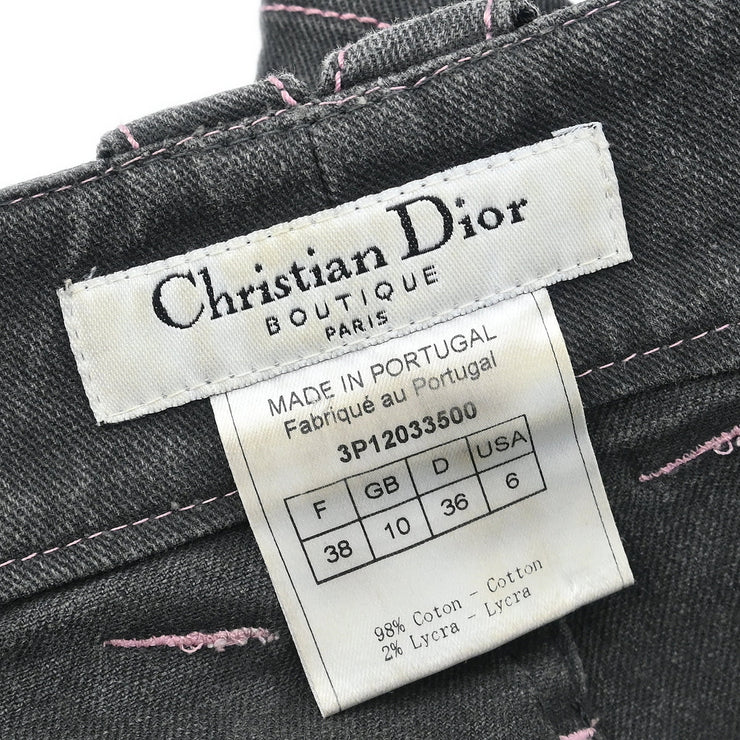 Christian Dior
BOUTIQUE
PARIS
MADE IN PORTUGAL
Fabriqué au Portugal
3P12033500
F GB D USA
38 10 36 6
98% Coton - Cotton
2% Lycra - Lycra